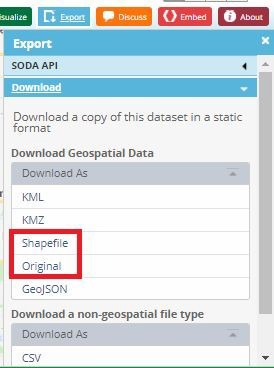 Visualize Export Discuss Embed About
Export
SODA API
Download
Download a copy of this dataset in a static
format
Download Geospatial Data
Download As
KML
KMZ
Shapefile
Original
GeoJSON
Download a non-geospatial file type
Download As
CSV